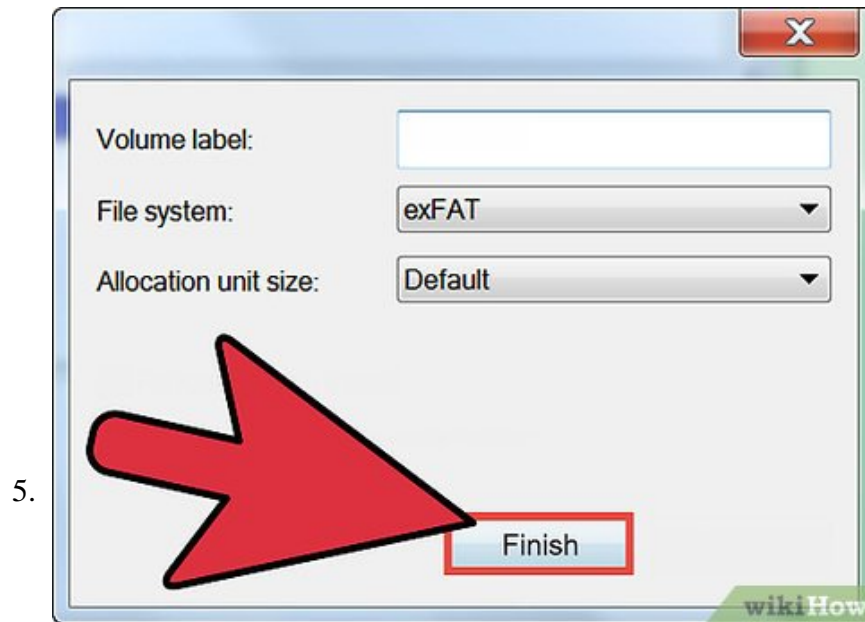 Volume label:
File system: exFAT
Allocation unit size: Default
5.
Finish
wikiHow